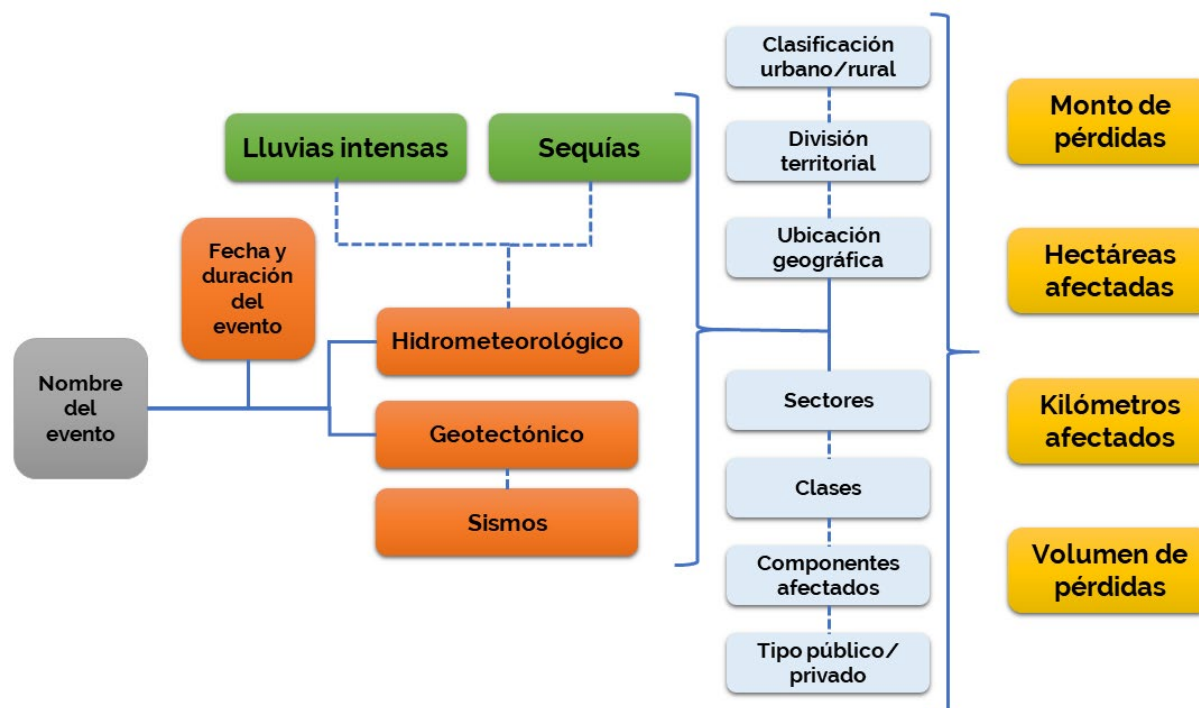 Nombre
del
evento
Fecha y
duración
del
evento
Lluvias intensas
Sequías
Hidrometeorológico
Geotectónico
Sismos
Clasificación
urbano/rural
División
territorial
Ubicación
geográfica
Sectores
Clases
Componentes
afectados
Tipo público/
privado
Monto de
pérdidas
Hectáreas
afectadas
Kilómetros
afectados
Volumen de
pérdidas